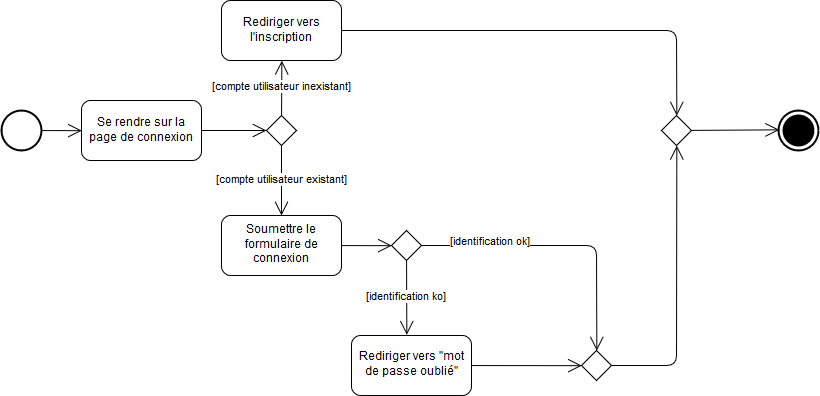 Rediriger vers
l'inscription
[compte utilisateur inexistant]
Se rendre sur la
page de connexion
[compte utilisateur existant]
Soumettre le
formulaire de
connexion
[identification ok]
[identification ko]
Rediriger vers "mot
de passe oublié"